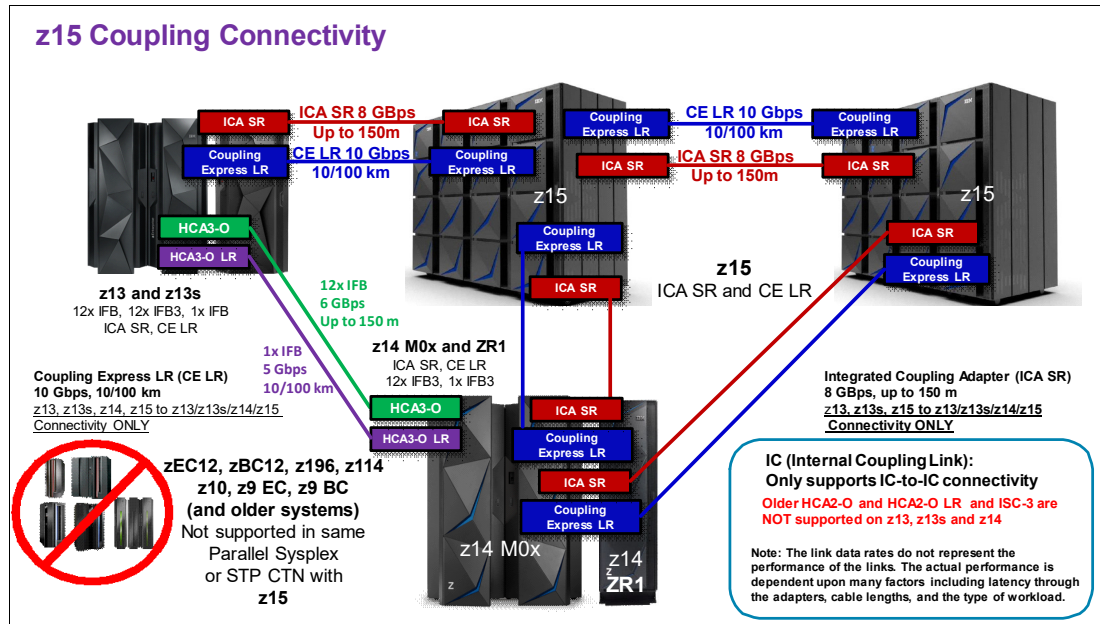 z15 Coupling Connectivity
ICA SR
ICA SR 8 GBps
Up to 150m
ICA SR
Coupling
Express LR
CE LR 10 Gbps
10/100 km
Coupling
Express LR
z15
Coupling
Express LR
CE LR 10 Gbps
10/100 km
Coupling
Express LR
ICA SR
ICA SR 8 GBps
Up to 150m
ICA SR
z15
HCA3-O
HCA3-O LR
Coupling
Express LR
ICA SR
ICA SR
Coupling
Express LR
z13 and z13s
12x IFB, 12x IFB3, 1x IFB
ICA SR, CE LR
z15
ICA SR and CE LR
12x IFB
6 GBps
Up to 150 m
1x IFB
5 Gbps
10/100 km
z14 M0x and ZR1
ICA SR, CE LR
12x IFB3, 1x IFB3
Coupling Express LR (CE LR)
10 Gbps, 10/100 km
z13, z13s, z14, z15 to z13/z13s/z14/z15
Connectivity ONLY
Integrated Coupling Adapter (ICA SR)
8 GBps, up to 150 m
z13, z13s, z15 to z13/z13s/z14/z15
Connectivity ONLY
HCA3-O
HCA3-O LR
ICA SR
Coupling
Express LR
ICA SR
Coupling
Express LR
z14 M0x
z
z14
z
ZR1
zEC12, zBC12, z196, z114
z10, z9 EC, z9 BC
(and older systems)
Not supported in same
Parallel Sysplex
or STP CTN with
z15
IC (Internal Coupling Link):
Only supports IC-to-IC connectivity
Older HCA2-O and HCA2-O LR and ISC-3 are
NOT supported on z13, z13s and z14
Note: The link data rates do not represent the
performance of the links. The actual performance is
dependent upon many factors including latency through
the adapters, cable lengths, and the type of workload.